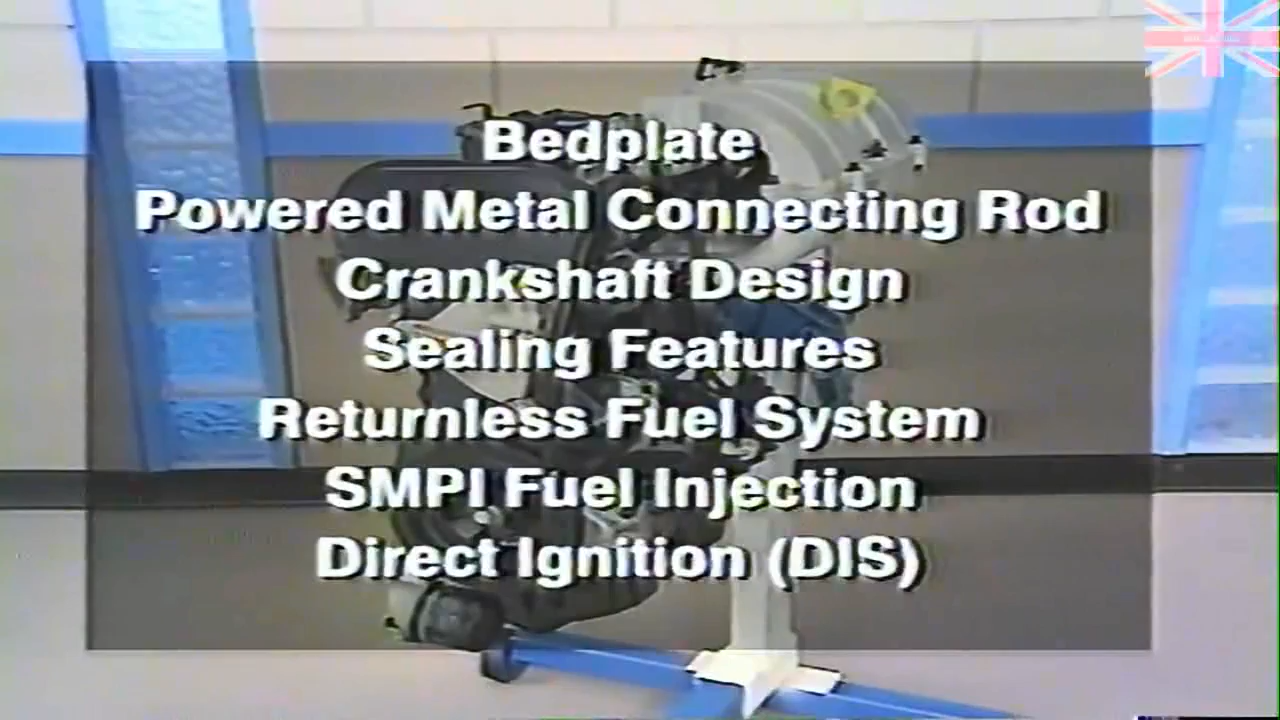 Bedplate
Powered Metal Connecting Rod
Crankshaft Design
Sealing Features
Returnless Fuel System
SMPI Fuel Injection
Direct Ignition (DIS)